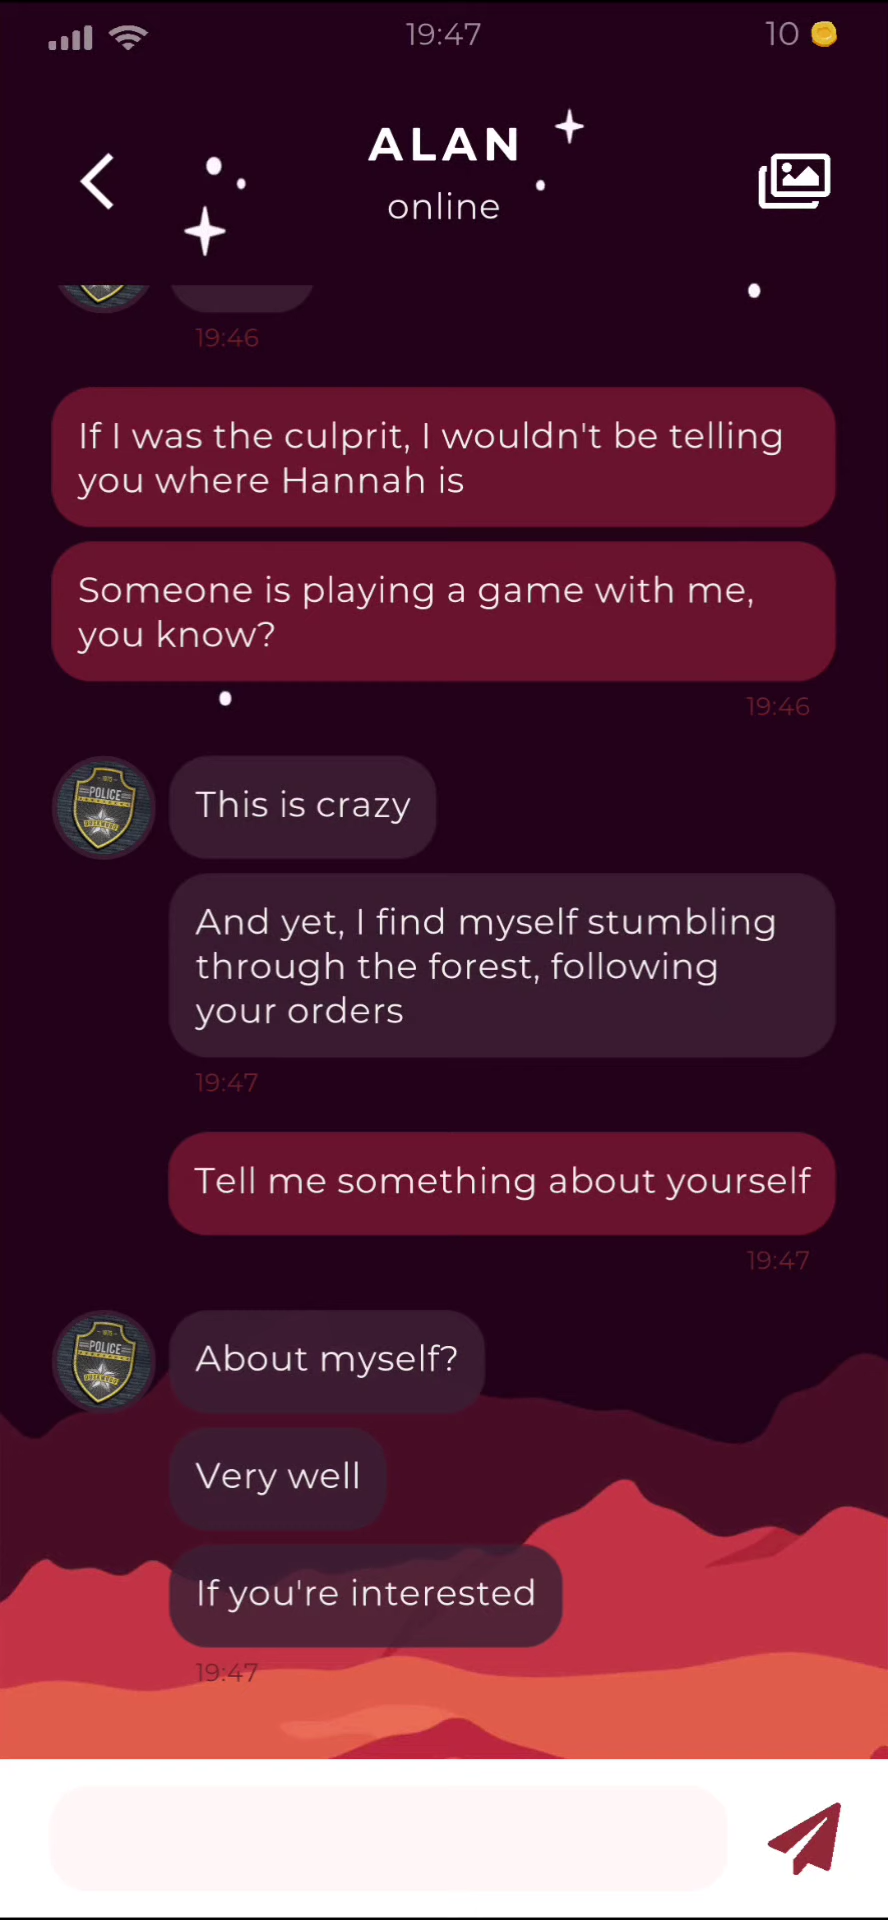 19:47
10
ALAN
online
19:46
If I was the culprit, I wouldn't be telling
you where Hannah is
Someone is playing a game with me,
you know?
19:46
POLICE
This is crazy
And yet, I find myself stumbling
through the forest, following
your orders
19:47
Tell me something about yourself
19:47
POLICE
About myself?
Very well
If you're interested
19:47